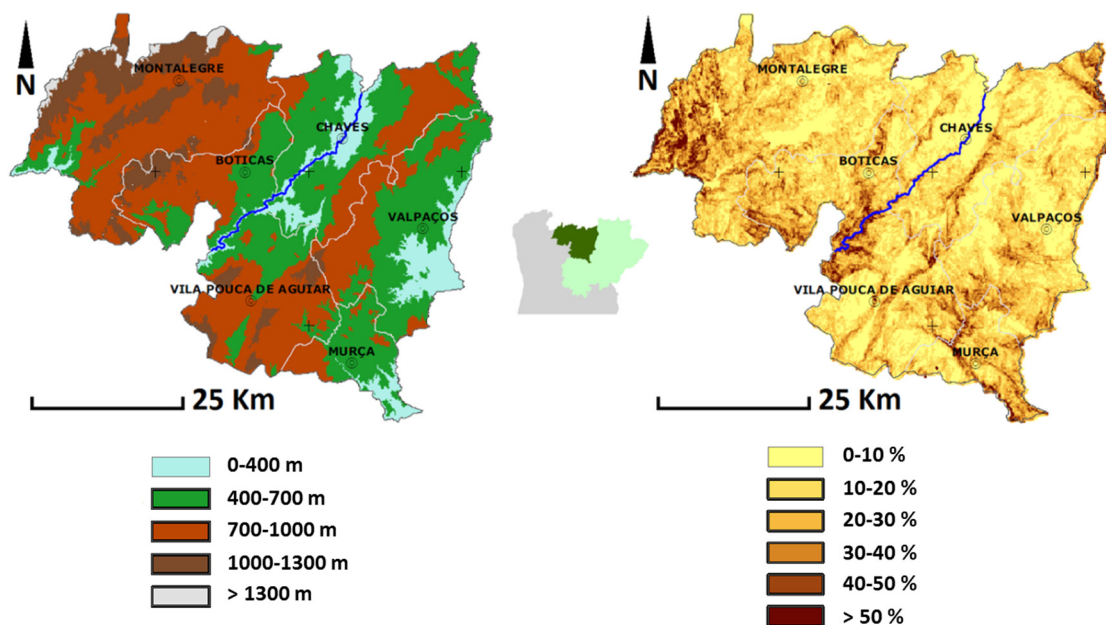 N
MONTALEGRE
CHAVES
BOTICAS
VALPAÇOS
VILA POUCA DE AGUIAR
MURÇA
25 Km
0-400 m
400-700 m
700-1000 m
1000-1300 m
> 1300 m
N
MONTALEGRE
CHAVES
BOTICAS
VALPAÇOS
VILA POUCA DE AGUIAR
MURÇA
25 Km
0-10 %
10-20 %
20-30 %
30-40 %
40-50 %
> 50 %